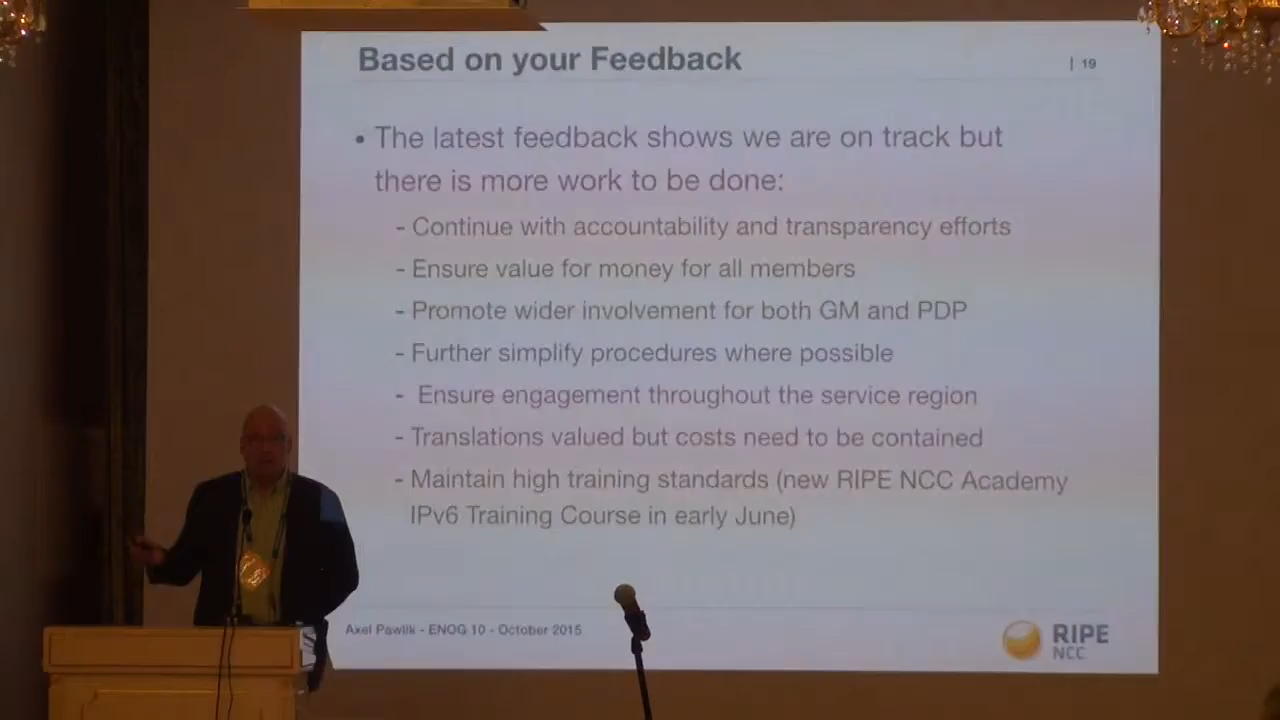 Based on your Feedback
| 19
• The latest feedback shows we are on track but
there is more work to be done:
- Continue with accountability and transparency efforts
- Ensure value for money for all members
- Promote wider involvement for both GM and PDP
- Further simplify procedures where possible
- Ensure engagement throughout the service region
- Translations valued but costs need to be contained
- Maintain high training standards (new RIPE NCC Academy
IPv6 Training Course in early June)
Axel Pawlik - ENOG 10 - October 2015
RIPE
NCC